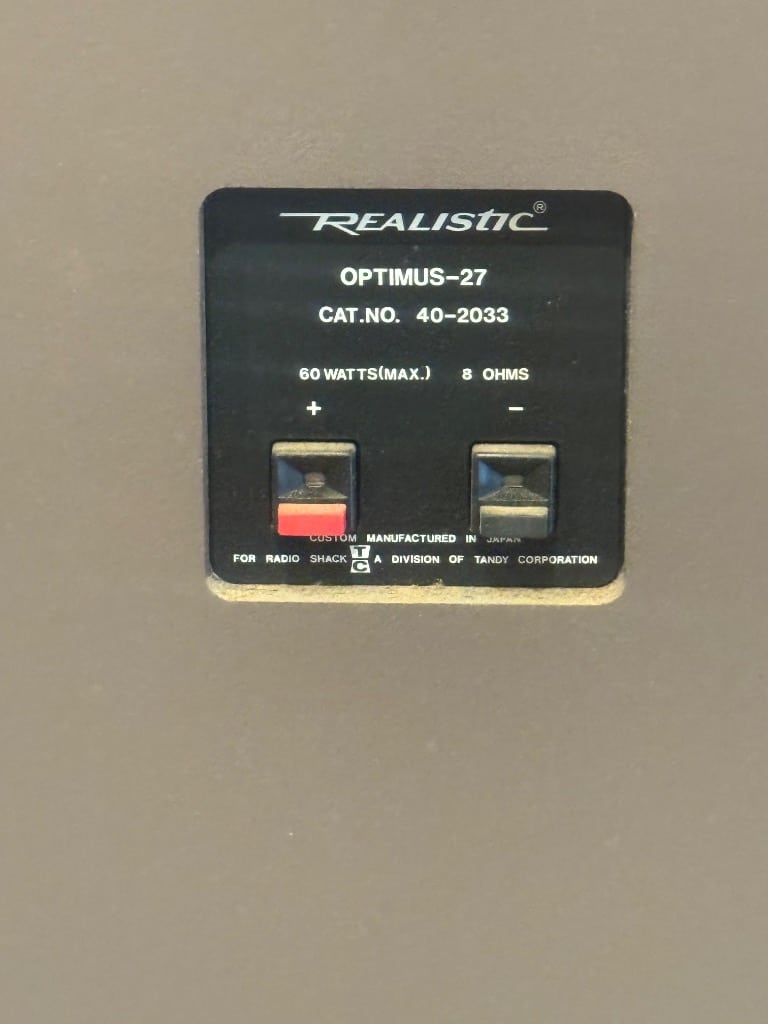 REALISTIC®
OPTIMUS-27
CAT.NO. 40-2033
60 WATTS(MAX.) 8 OHMS
+ −
CUSTOM MANUFACTURED IN JAPAN
FOR RADIO SHACK TC A DIVISION OF TANDY CORPORATION